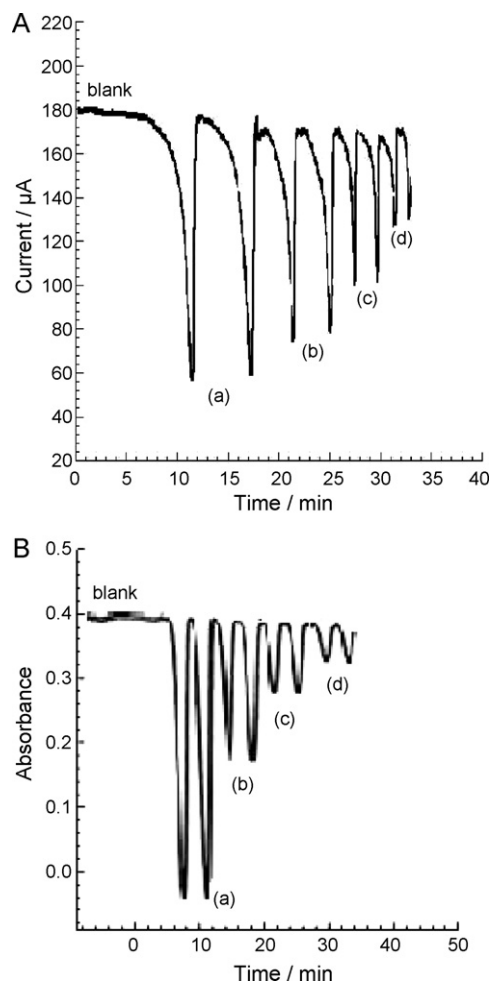 A
220
200
180
160
140
120
100
80
60
40
20
blank
(a)
(b)
(c)
(d)
Current / µA
0 5 10 15 20 25 30 35 40
Time / min
B
0.5
0.4
0.3
0.2
0.1
0.0
blank
(a)
(b)
(c)
(d)
Absorbance
0 10 20 30 40 50
Time / min